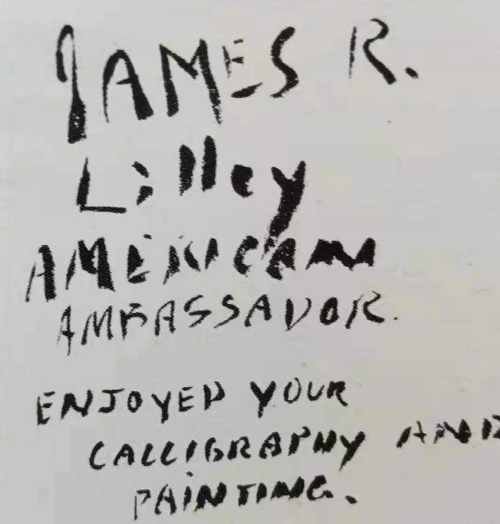 JAMES R.
Lilley
AMERICAN
AMBASSADOR.
ENJOYED YOUR
CALLIGRAPHY AND
PAINTING.